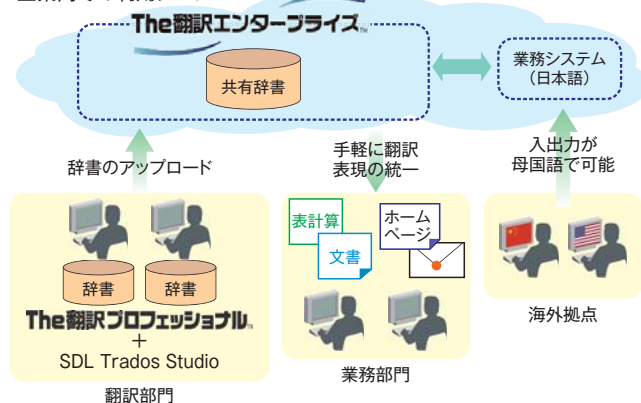 The翻訳エンタープライズ™
共有辞書
業務システム
（日本語）
辞書のアップロード
手軽に翻訳
表現の統一
入出力が
母国語で可能
表計算
文書
ホーム
ページ
辞書
辞書
The翻訳プロフェッショナル™
+
SDL Trados Studio
翻訳部門
業務部門
海外拠点